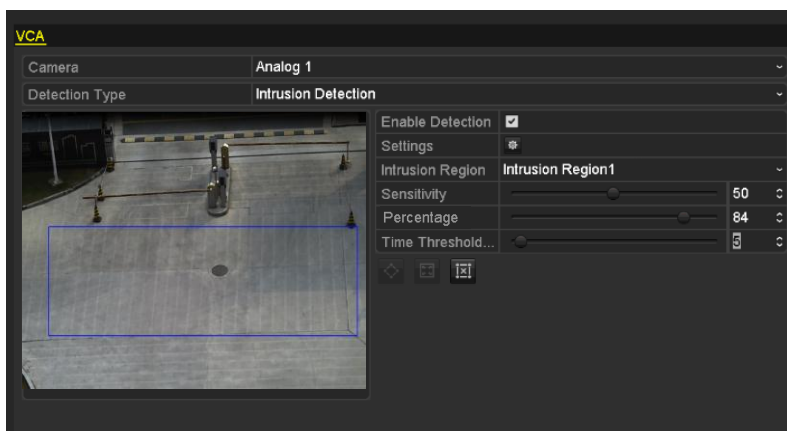 VCA
Camera Analog 1
Detection Type Intrusion Detection
Enable Detection
Settings
Intrusion Region Intrusion Region1
Sensitivity 50
Percentage 84
Time Threshold... 5